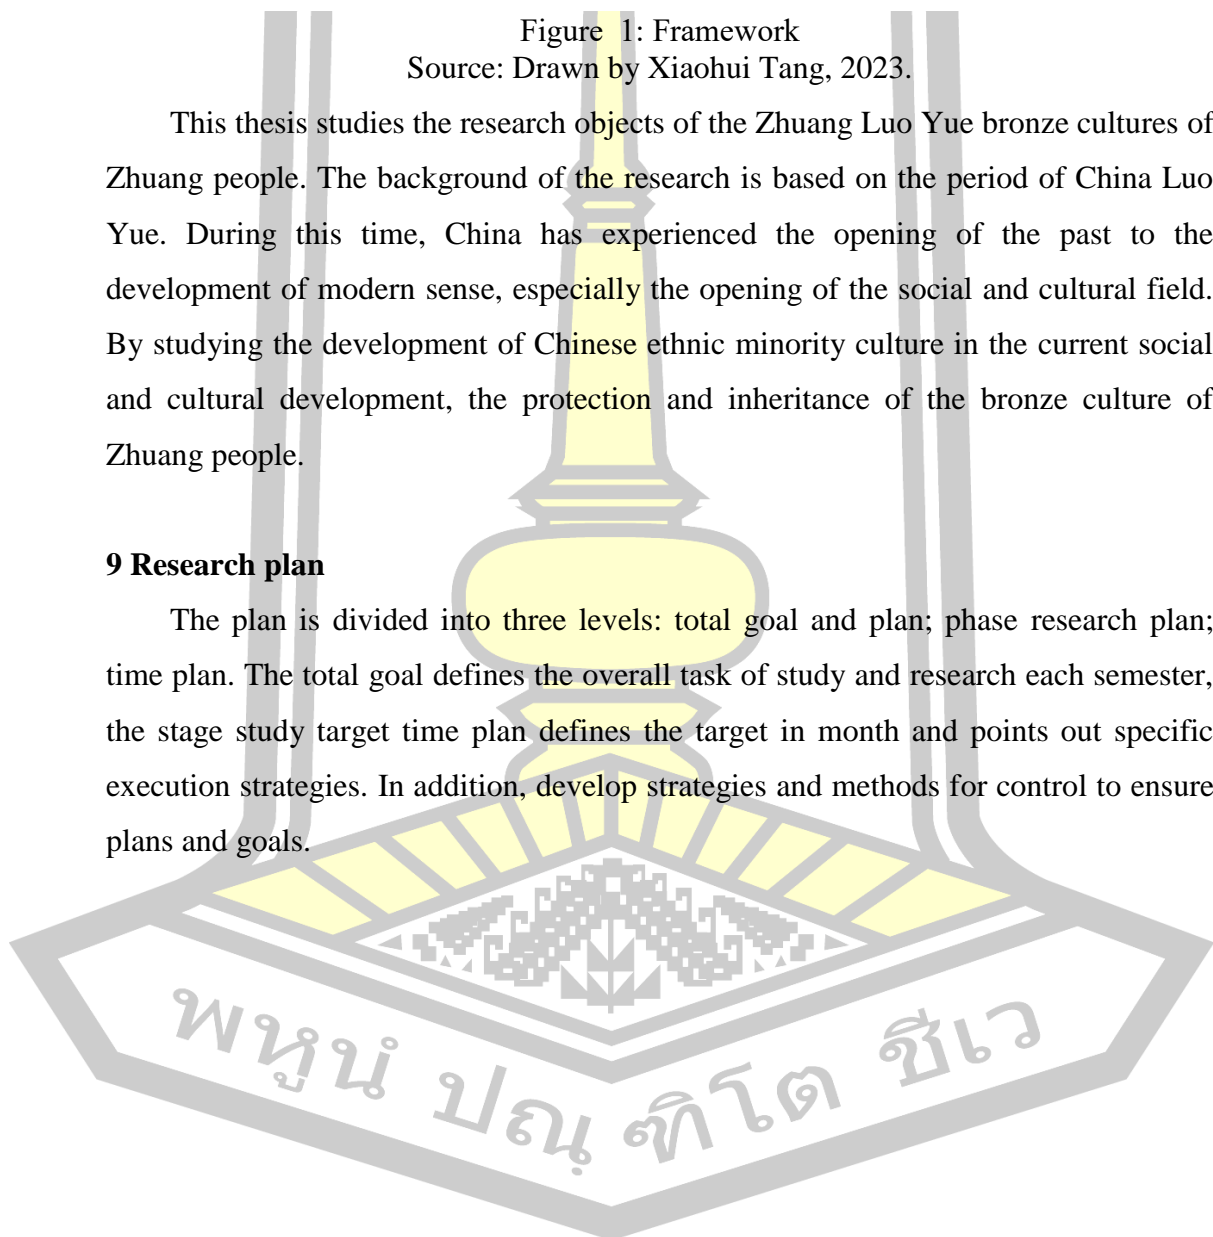 Figure 1: Framework
Source: Drawn by Xiaohui Tang, 2023.
This thesis studies the research objects of the Zhuang Luo Yue bronze cultures of
Zhuang people. The background of the research is based on the period of China Luo
Yue. During this time, China has experienced the opening of the past to the
development of modern sense, especially the opening of the social and cultural field.
By studying the development of Chinese ethnic minority culture in the current social
and cultural development, the protection and inheritance of the bronze culture of
Zhuang people.
9 Research plan
The plan is divided into three levels: total goal and plan; phase research plan;
time plan. The total goal defines the overall task of study and research each semester,
the stage study target time plan defines the target in month and points out specific
execution strategies. In addition, develop strategies and methods for control to ensure
plans and goals.
พหูนํ ปณฺฑิโต ชีเว